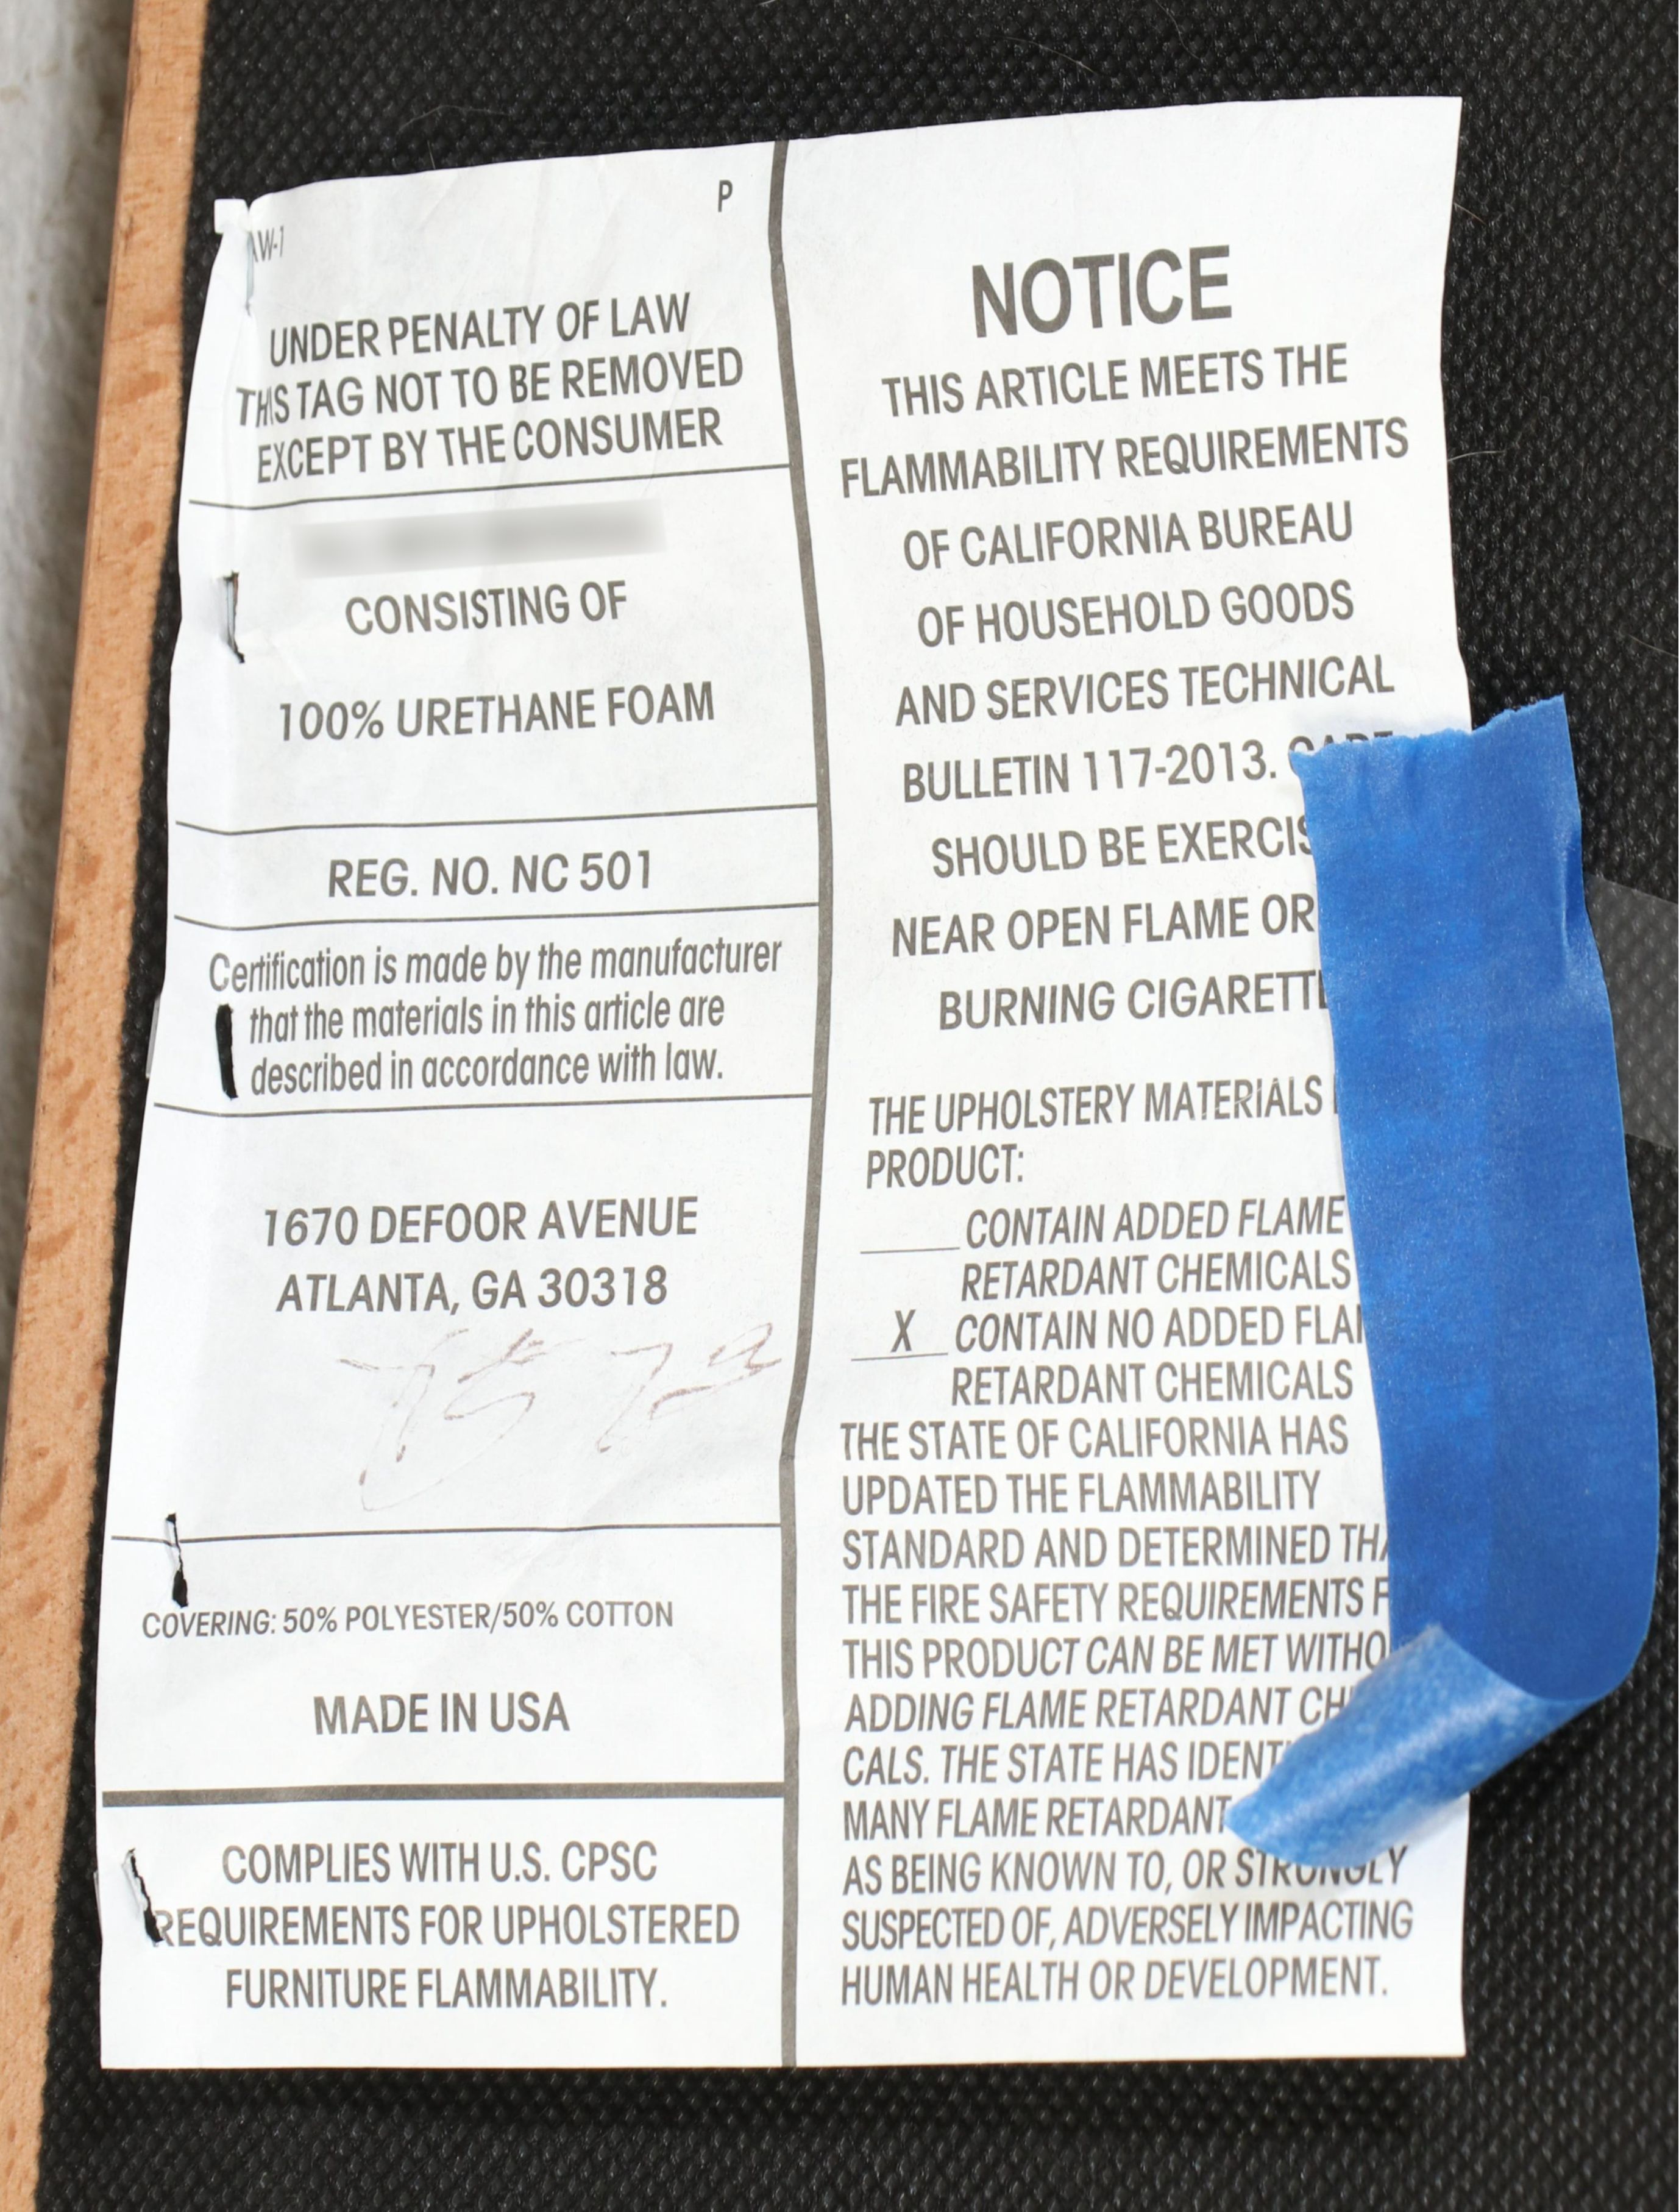 P
AW-1
UNDER PENALTY OF LAW
THIS TAG NOT TO BE REMOVED
EXCEPT BY THE CONSUMER
CONSISTING OF
100% URETHANE FOAM
REG. NO. NC 501
Certification is made by the manufacturer
that the materials in this article are
described in accordance with law.
1670 DEFOOR AVENUE
ATLANTA, GA 30318
COVERING: 50% POLYESTER/50% COTTON
MADE IN USA
COMPLIES WITH U.S. CPSC
REQUIREMENTS FOR UPHOLSTERED
FURNITURE FLAMMABILITY.
NOTICE
THIS ARTICLE MEETS THE
FLAMMABILITY REQUIREMENTS
OF CALIFORNIA BUREAU
OF HOUSEHOLD GOODS
AND SERVICES TECHNICAL
BULLETIN 117-2013.
SHOULD BE
NEAR OPEN FLAME OR
BURNING
THE UPHOLSTERY MATERIALS
PRODUCT:
CONTAIN ADDED FLAME
RETARDANT CHEMICALS
X CONTAIN NO ADDED
RETARDANT CHEMICALS
THE STATE OF CALIFORNIA HAS
UPDATED THE FLAMMABILITY
STANDARD AND DETERMINED
THE FIRE SAFETY REQUIREMENTS
THIS PRODUCT CAN BE MET
ADDING FLAME RETARDANT
CALS. THE STATE HAS
MANY FLAME RETARDANT
AS BEING KNOWN TO, OR STRONGLY
SUSPECTED OF, ADVERSELY IMPACTING
HUMAN HEALTH OR DEVELOPMENT.